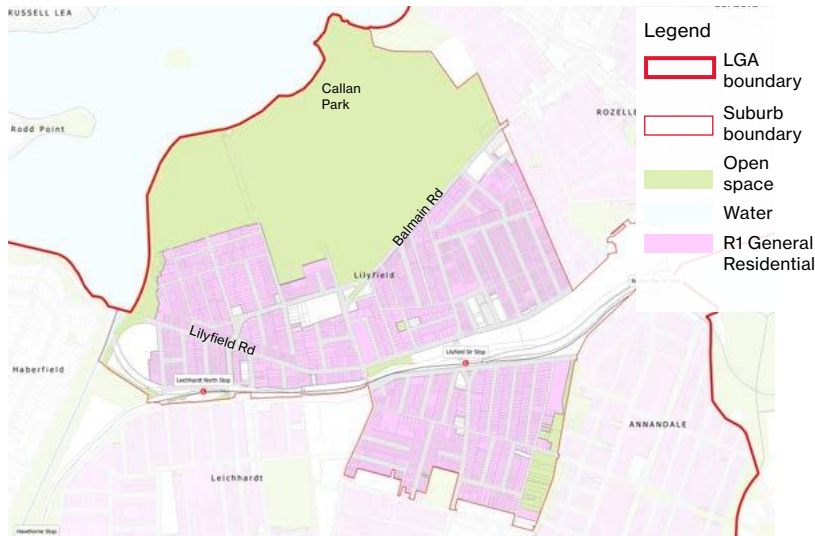 RUSSELL LEA
Legend
LGA
boundary
Callan
Park
Suburb
boundary
ROZELLE
Rodd Point
Open
space
Water
Balmain Rd
R1 General
Residential
Lilyfield
Lilyfield Rd
Lilyfield Str Stop
Haberfield
Leichhardt North Stop
ANNANDALE
Leichhardt
Hawthorne Stop